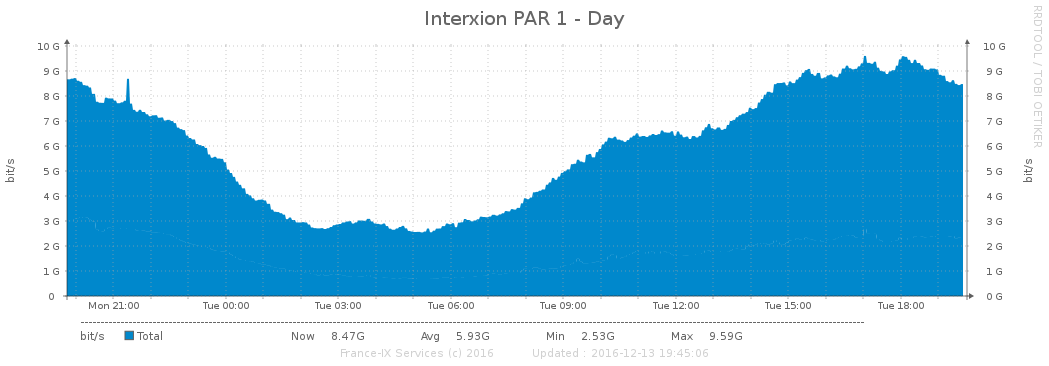 Interxion PAR 1 - Day
RRDTOOL / TOBI OETIKER
bit/s
10 G
9 G
8 G
7 G
6 G
5 G
4 G
3 G
2 G
1 G
0
10 G
9 G
8 G
7 G
6 G
5 G
4 G
3 G
2 G
1 G
0 G
bit/s
Mon 21:00 Tue 00:00 Tue 03:00 Tue 06:00 Tue 09:00 Tue 12:00 Tue 15:00 Tue 18:00
bit/s Total Now 8.47G Avg 5.93G Min 2.53G Max 9.59G
France-IX Services (c) 2016 Updated : 2016-12-13 19:45:06